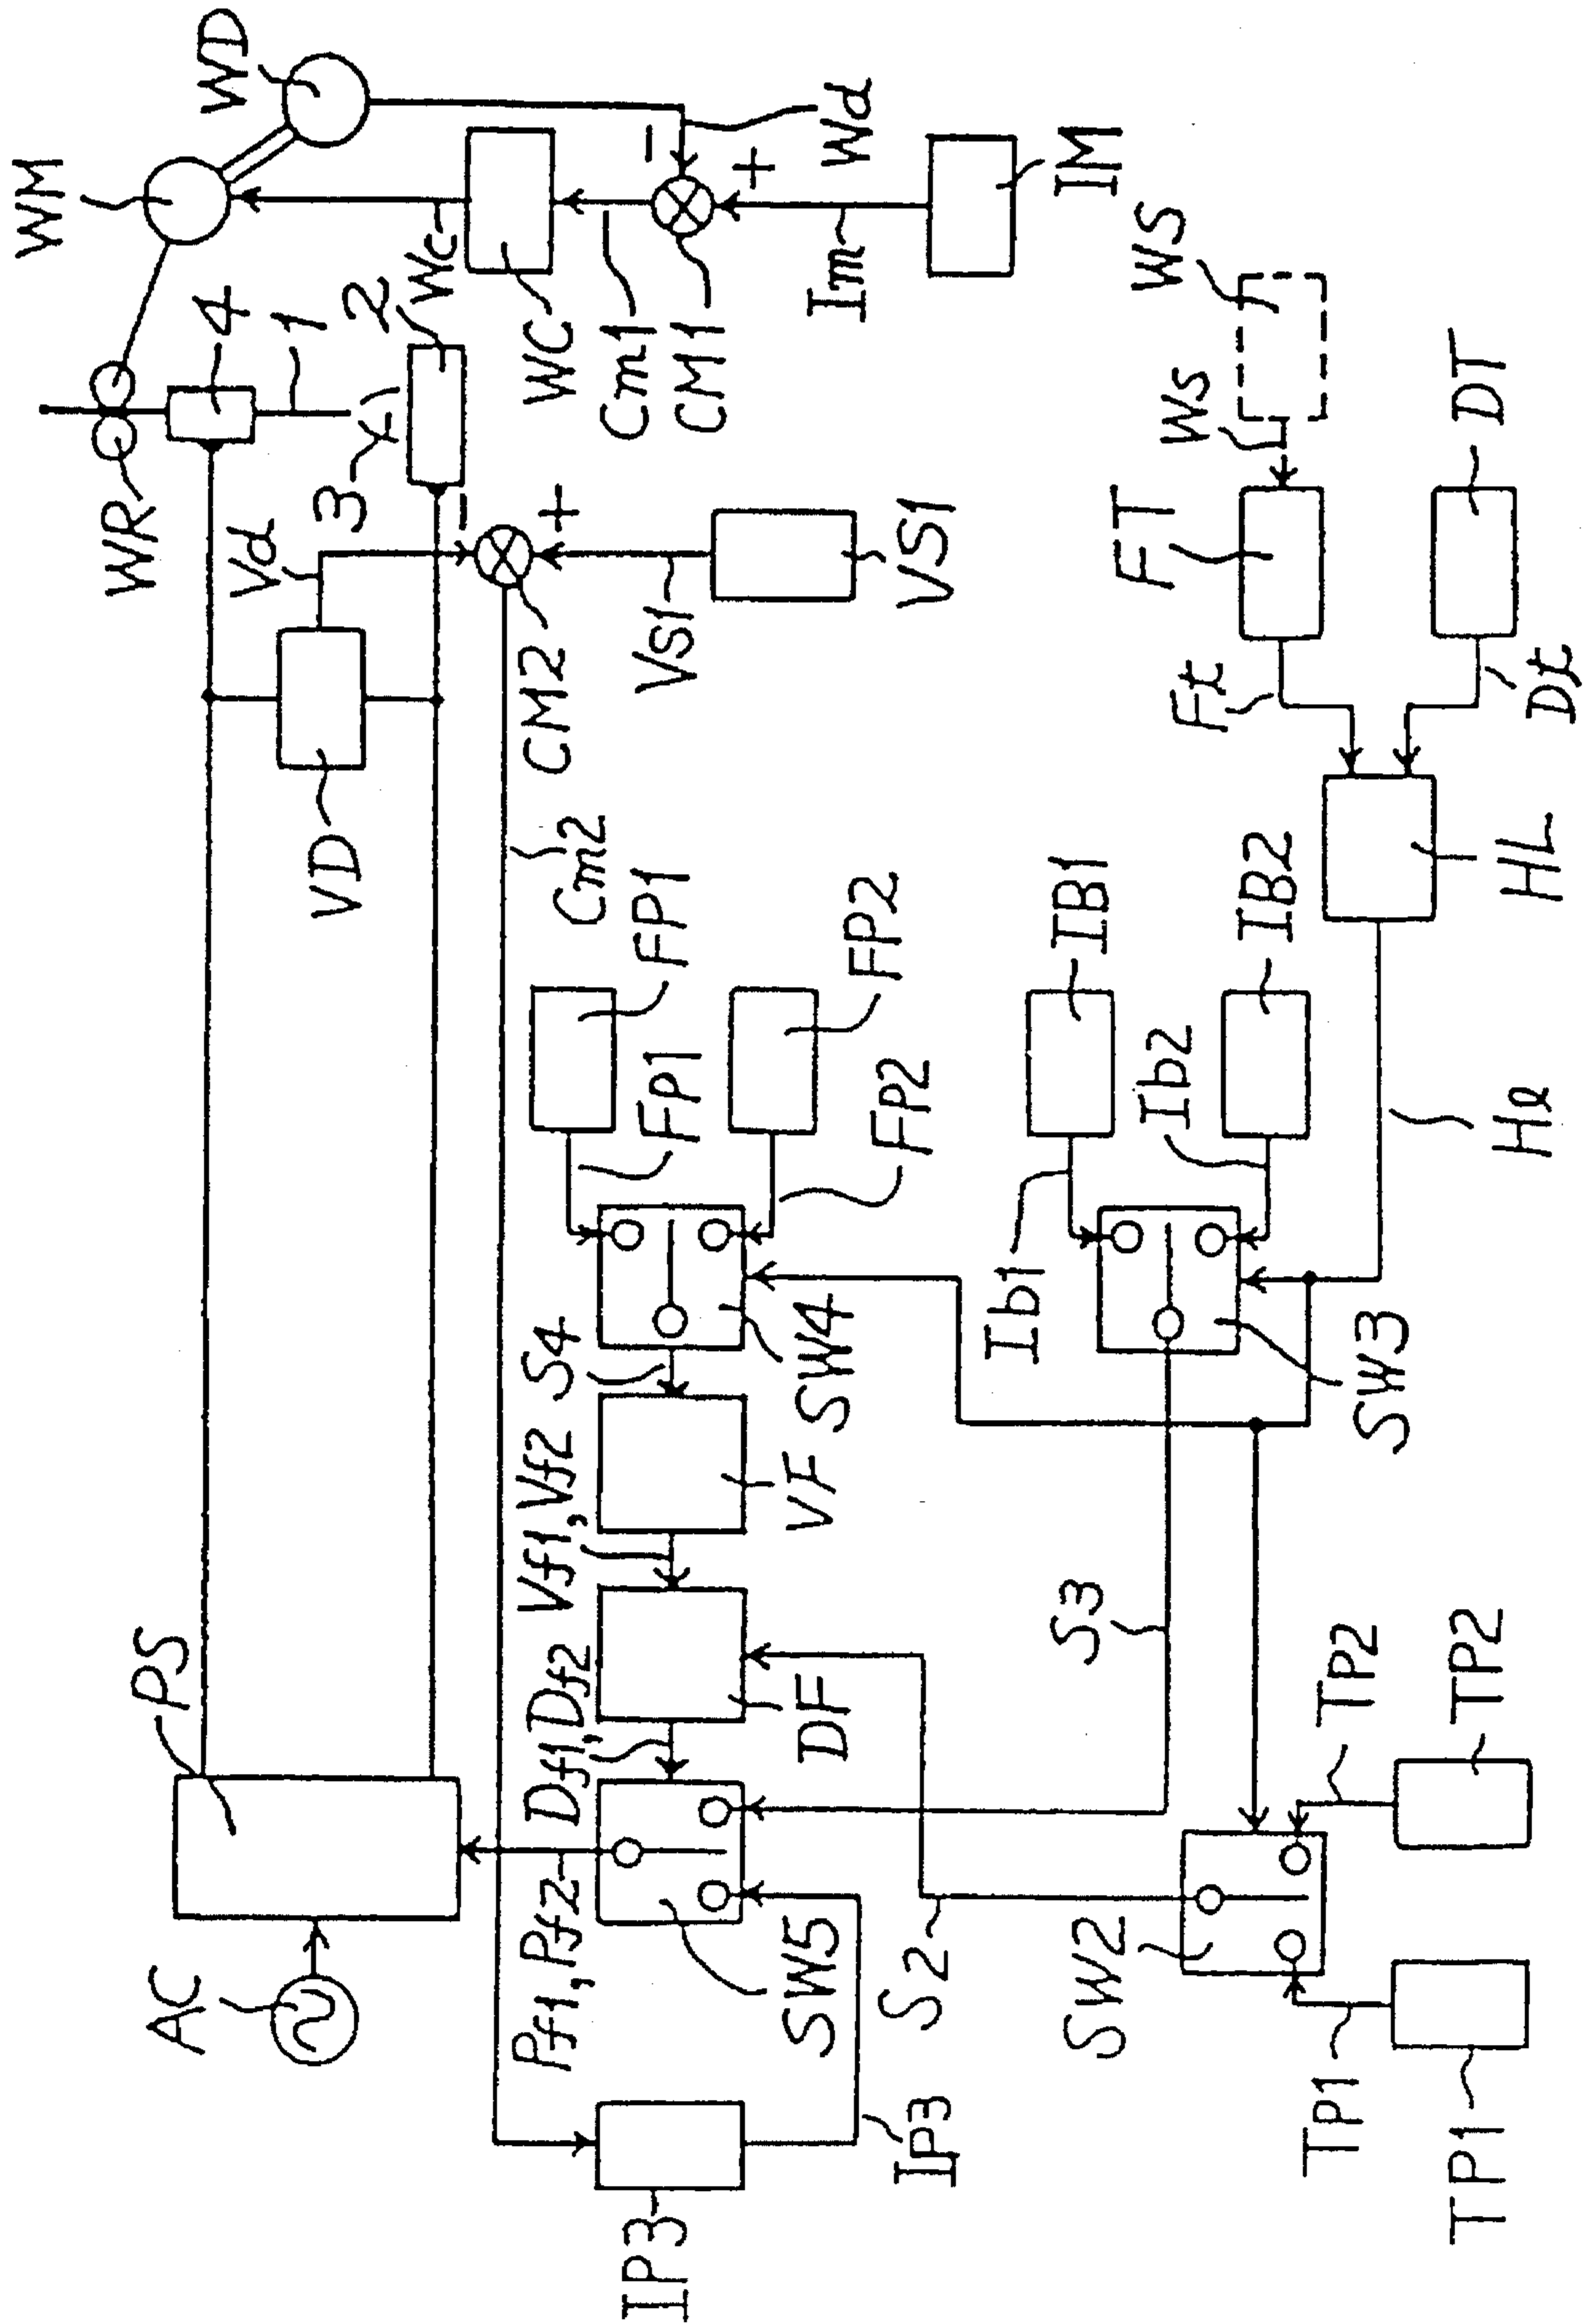 AC
PS
VD
Vd
WR
WM
WD
4
1
3
2
Wc
WC
Cm1
CM1
Wd
Im
IM
-
+
-
+
CM2
Cm2
Vs1
VS1
IP3
IP3
Pf1, Pf2
SW5
Df1, Df2
DF
Vf1, Vf2
VF
S4
SW4
FP1
FP1
FP2
FP2
S2
S3
SW2
TP1
TP1
TP2
TP2
Ib1
IB1
Ib2
IB2
SW3
Hl
HL
Ft
FT
Ws
WS
Dt
DT